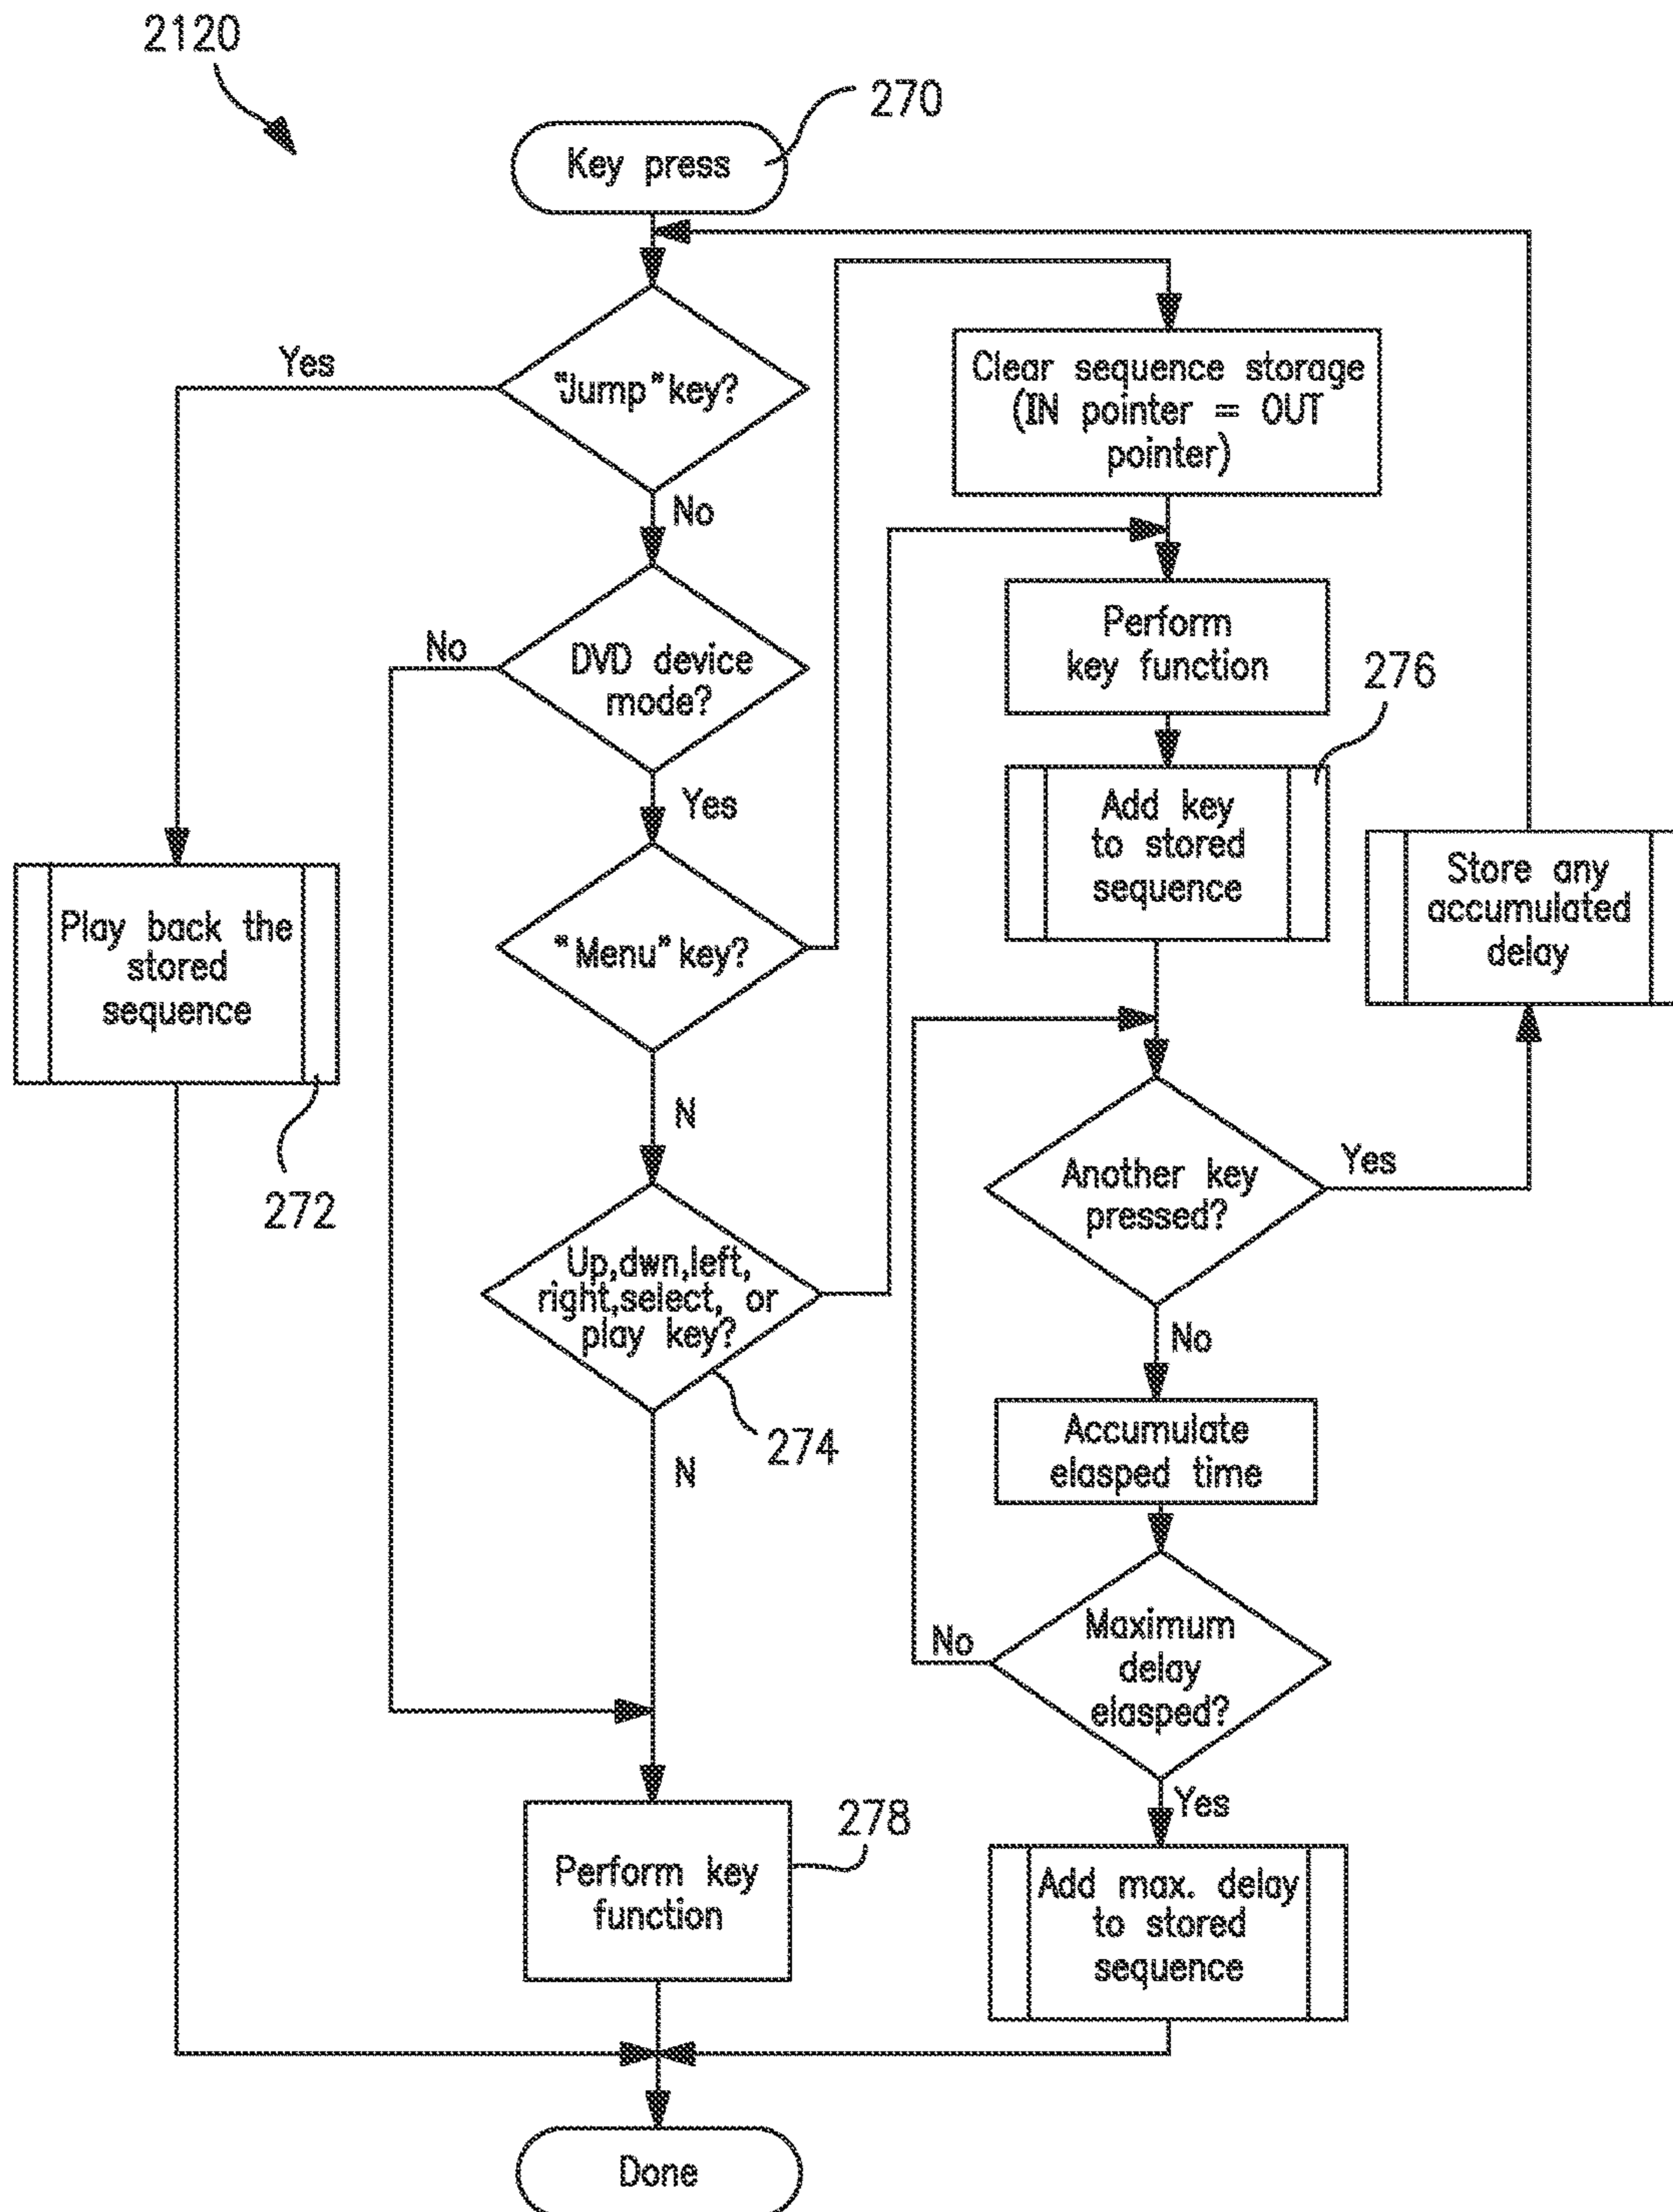 2120
270
Key press
"Jump" key?
Yes
No
DVD device
mode?
No
Yes
"Menu" key?
N
Up,dwn,left,
right,select, or
play key?
274
N
Play back the
stored
sequence
272
Clear sequence storage
(IN pointer = OUT
pointer)
Perform
key function
276
Add key
to stored
sequence
Store any
accumulated
delay
Another key
pressed?
Yes
No
Accumulate
elasped time
Maximum
delay
elasped?
No
Yes
Add max. delay
to stored
sequence
278
Perform key
function
Done